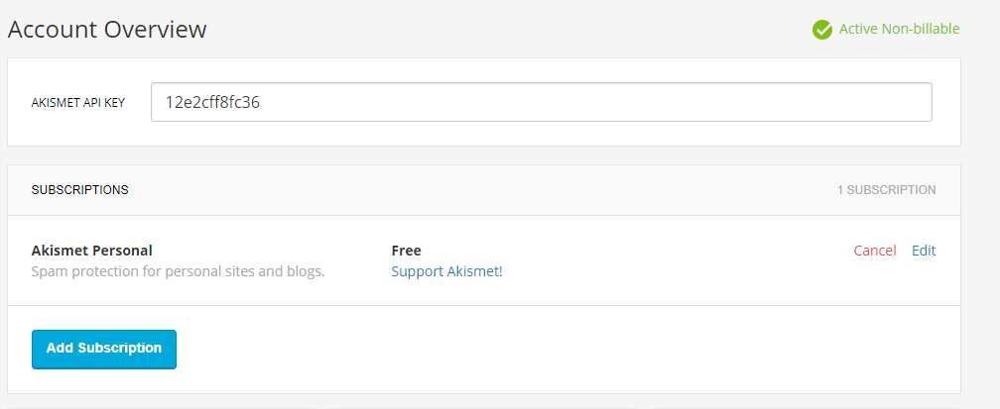 Account Overview
Active Non-billable
AKISMET API KEY
12e2cff8fc36
SUBSCRIPTIONS
1 SUBSCRIPTION
Akismet Personal
Free
Cancel Edit
Spam protection for personal sites and blogs.
Support Akismet!
Add Subscription